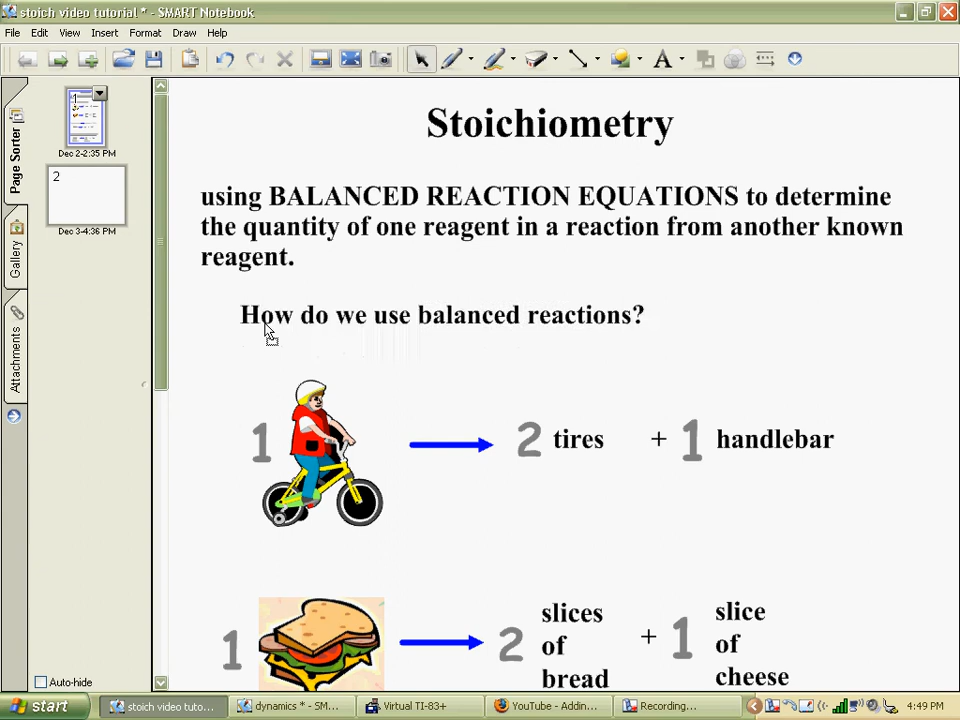 stoich video tutorial * - SMART Notebook
File Edit View Insert Format Draw Help
Page Sorter
Gallery
Attachments
1
Dec 2-2:35 PM
2
Dec 3-4:36 PM
Auto-hide
Stoichiometry
using BALANCED REACTION EQUATIONS to determine
the quantity of one reagent in a reaction from another known
reagent.
How do we use balanced reactions?
1 2 tires + 1 handlebar
1 2 slices of bread + 1 slice of cheese
start stoich video tuto... dynamics * - SM... Virtual TI-83+ YouTube - Addin... Recording... 4:49 PM